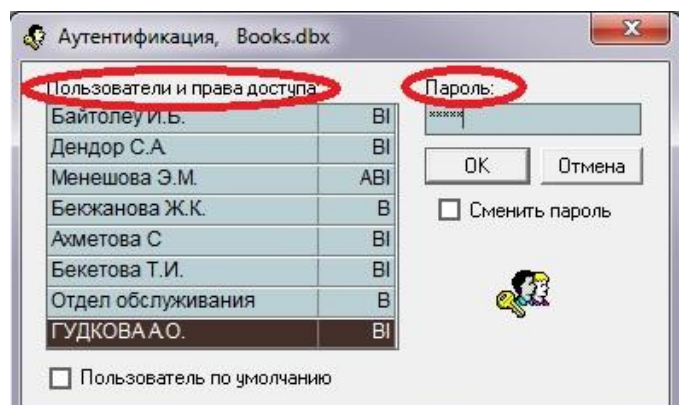 Аутентификация, Books.dbx
Пользователи и права доступа:
Пароль:
Байтолеу И.Б. BI
*****
Дендор С.А. BI
OK Отмена
Менешова Э.М. ABI
Бекжанова Ж.К. B
Сменить пароль
Ахметова С BI
Бекетова Т.И. BI
Отдел обслуживания B
ГУДКОВА А.О. BI
Пользователь по умолчанию